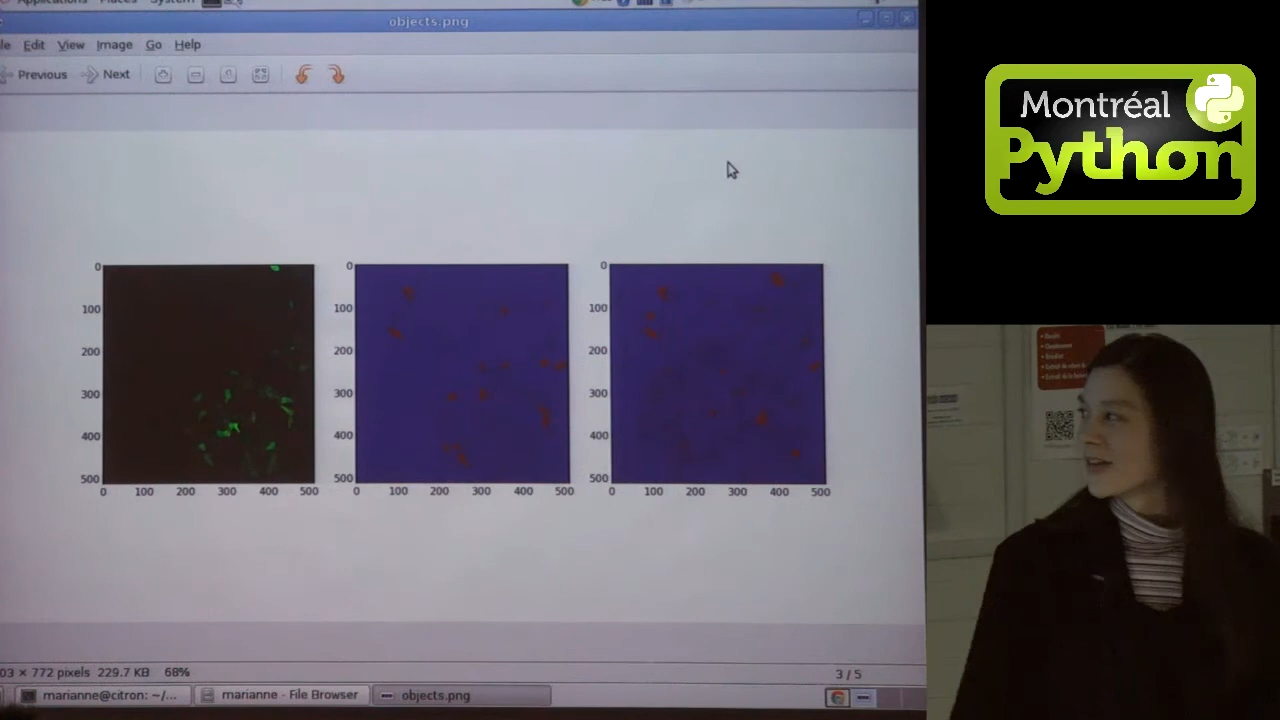 Applications Places System
objects.png
Edit View Image Go Help
Previous Next
0
100
200
300
400
500
0 100 200 300 400 500
0
100
200
300
400
500
0 100 200 300 400 500
0
100
200
300
400
500
0 100 200 300 400 500
03 × 772 pixels 229.7 KB 68%
3 / 5
marianne@citron: ~/...
marianne - File Browser
objects.png
Montréal
Python